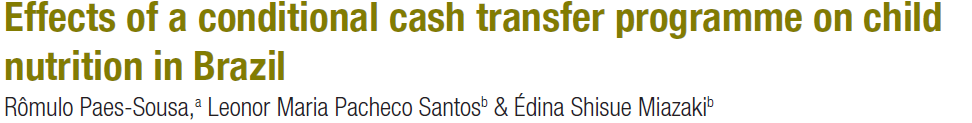 Effects of a conditional cash transfer programme on child
nutrition in Brazil
Rômulo Paes-Sousa,ᵃ Leonor Maria Pacheco Santosᵇ & Édina Shisue Miazakiᵇ